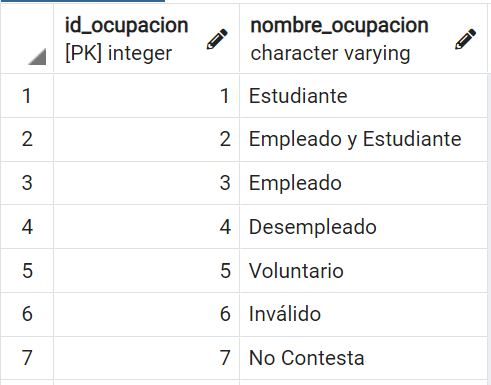 id_ocupacion nombre_ocupacion
[PK] integer character varying
1 1 Estudiante
2 2 Empleado y Estudiante
3 3 Empleado
4 4 Desempleado
5 5 Voluntario
6 6 Inválido
7 7 No Contesta